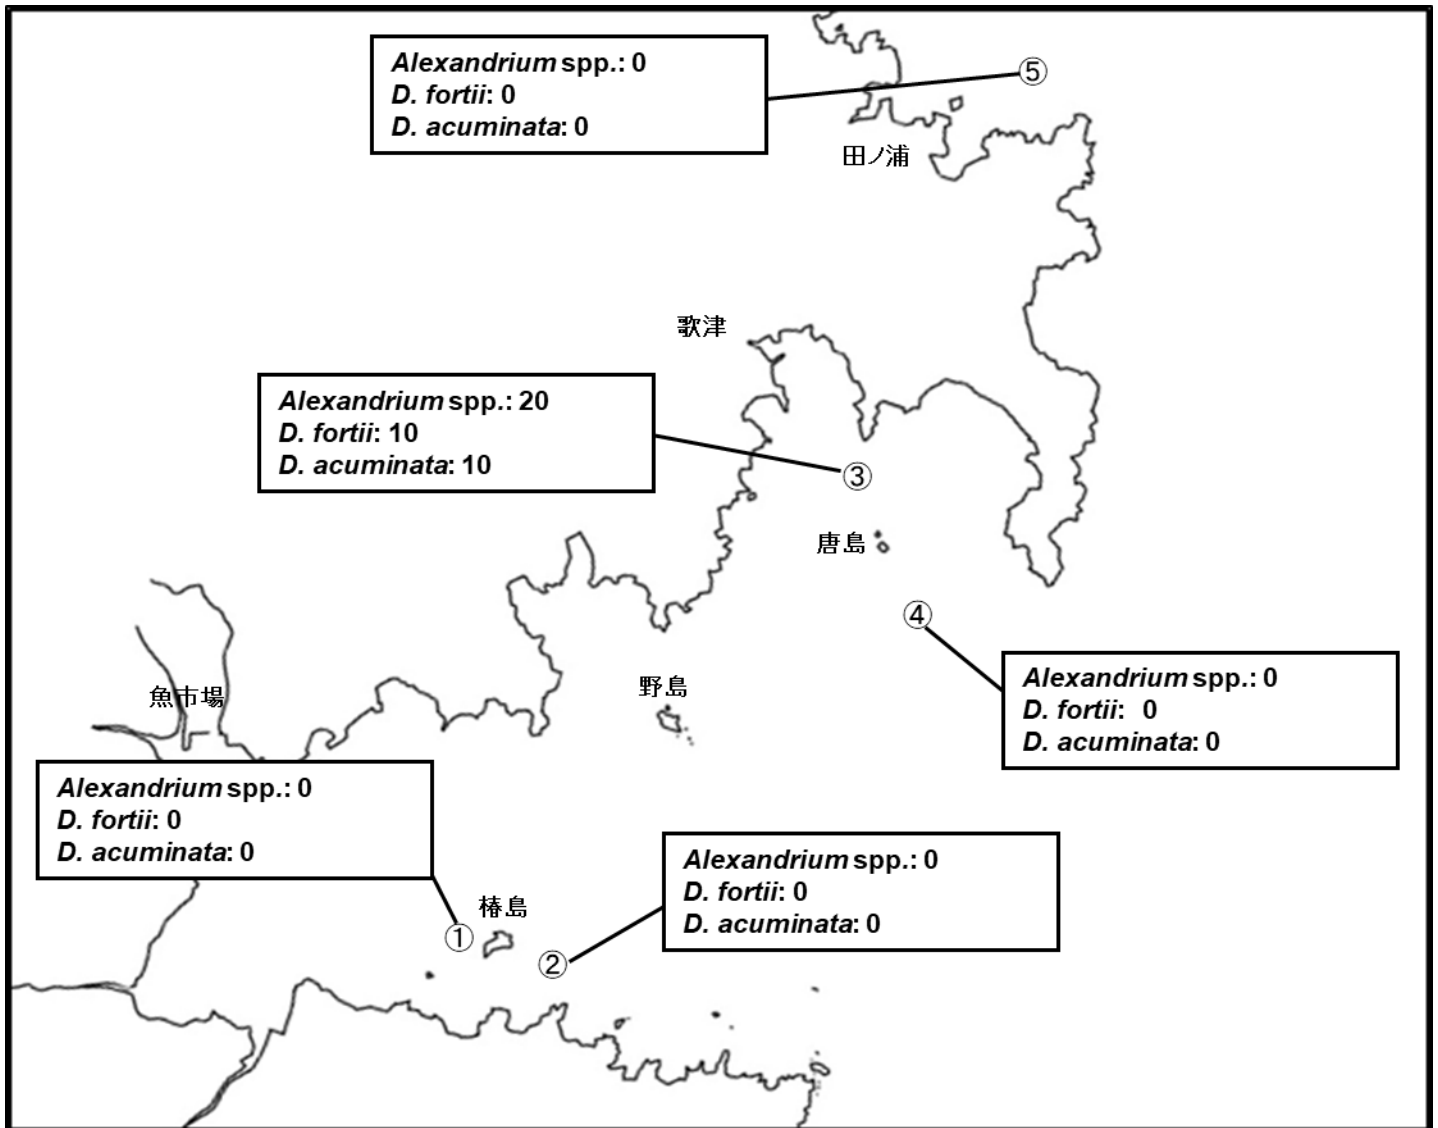 Alexandrium spp.: 0
D. fortii: 0
D. acuminata: 0
⑤
田ノ浦
歌津
Alexandrium spp.: 20
D. fortii: 10
D. acuminata: 10
③
唐島
④
Alexandrium spp.: 0
D. fortii: 0
D. acuminata: 0
野島
魚市場
Alexandrium spp.: 0
D. fortii: 0
D. acuminata: 0
椿島
①
②
Alexandrium spp.: 0
D. fortii: 0
D. acuminata: 0